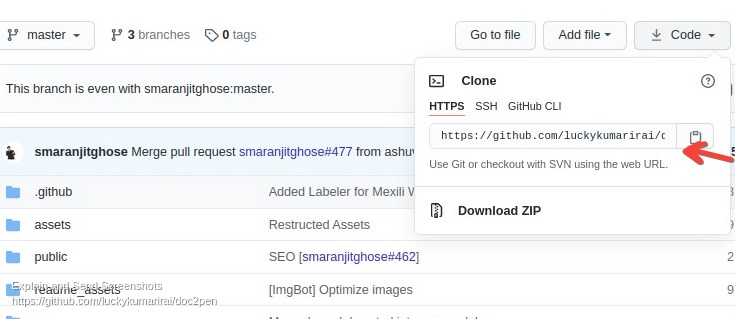 master
3 branches
0 tags
Go to file
Add file
Code
This branch is even with smaranjitghose:master.
Clone
HTTPS SSH GitHub CLI
https://github.com/luckykumarirai/d
Use Git or checkout with SVN using the web URL.
Download ZIP
smaranjitghose Merge pull request smaranjitghose#477 from ashuv
.github Added Labeler for Mexili W
assets Restructed Assets
public SEO [smaranjitghose#462] 2
readme_assets [ImgBot] Optimize images 9
Explain and Send Screenshots
https://github.com/luckykumarirai/doc2pen